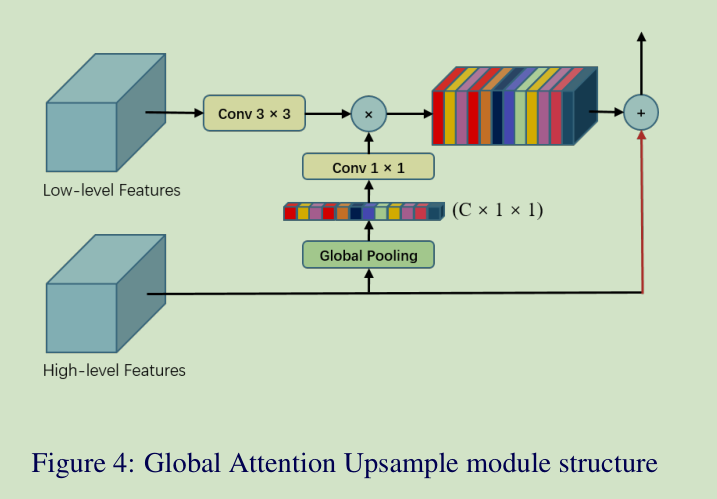 Conv 3 × 3
×
+
Conv 1 × 1
Low-level Features
(C × 1 × 1)
Global Pooling
High-level Features
Figure 4: Global Attention Upsample module structure